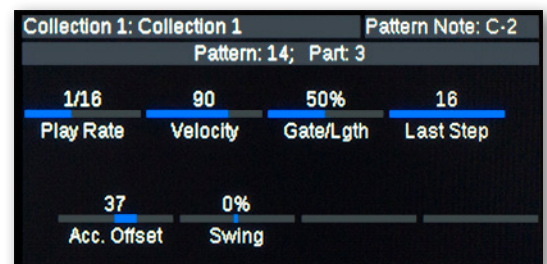 Collection 1: Collection 1 Pattern Note: C-2
Pattern: 14; Part: 3
1/16 90 50% 16
Play Rate Velocity Gate/Lgth Last Step
37 0%
Acc. Offset Swing